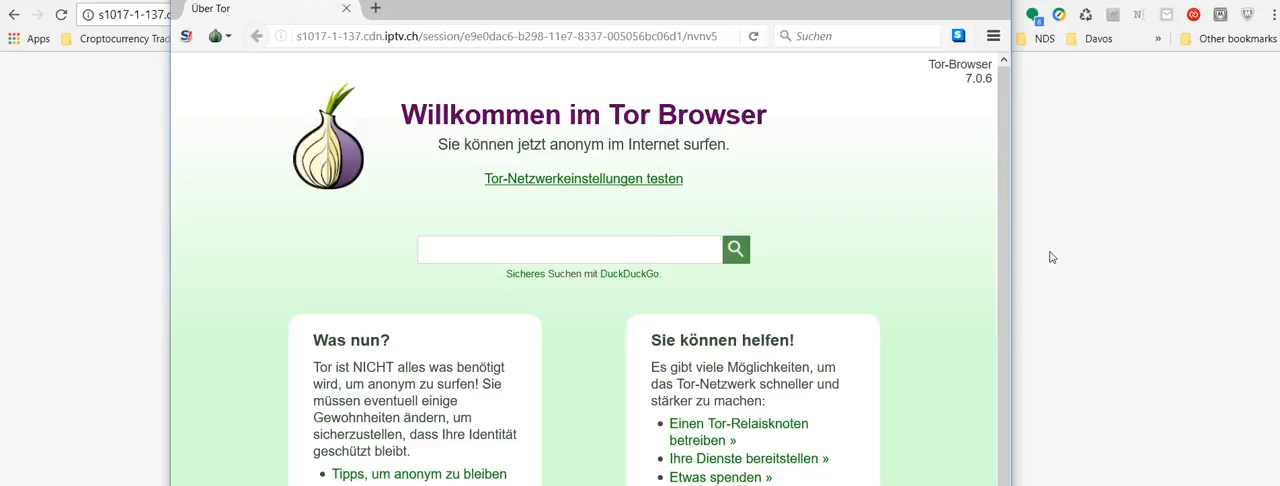 Über Tor
s1017-1-137.c
s1017-1-137.cdn.iptv.ch/session/e9e0dac6-b298-11e7-8337-005056bc06d1/nvnv5
Suchen
8
Apps
Croptocurrency Trad
NDS
Davos
»
Other bookmarks
Tor-Browser
7.0.6
Willkommen im Tor Browser
Sie können jetzt anonym im Internet surfen.
Tor-Netzwerkeinstellungen testen
Sicheres Suchen mit DuckDuckGo.
Was nun?
Tor ist NICHT alles was benötigt
wird, um anonym zu surfen! Sie
müssen eventuell einige
Gewohnheiten ändern, um
sicherzustellen, dass Ihre Identität
geschützt bleibt.
• Tipps, um anonym zu bleiben
Sie können helfen!
Es gibt viele Möglichkeiten, um
das Tor-Netzwerk schneller und
stärker zu machen:
• Einen Tor-Relaisknoten
betreiben »
• Ihre Dienste bereitstellen »
• Etwas spenden »